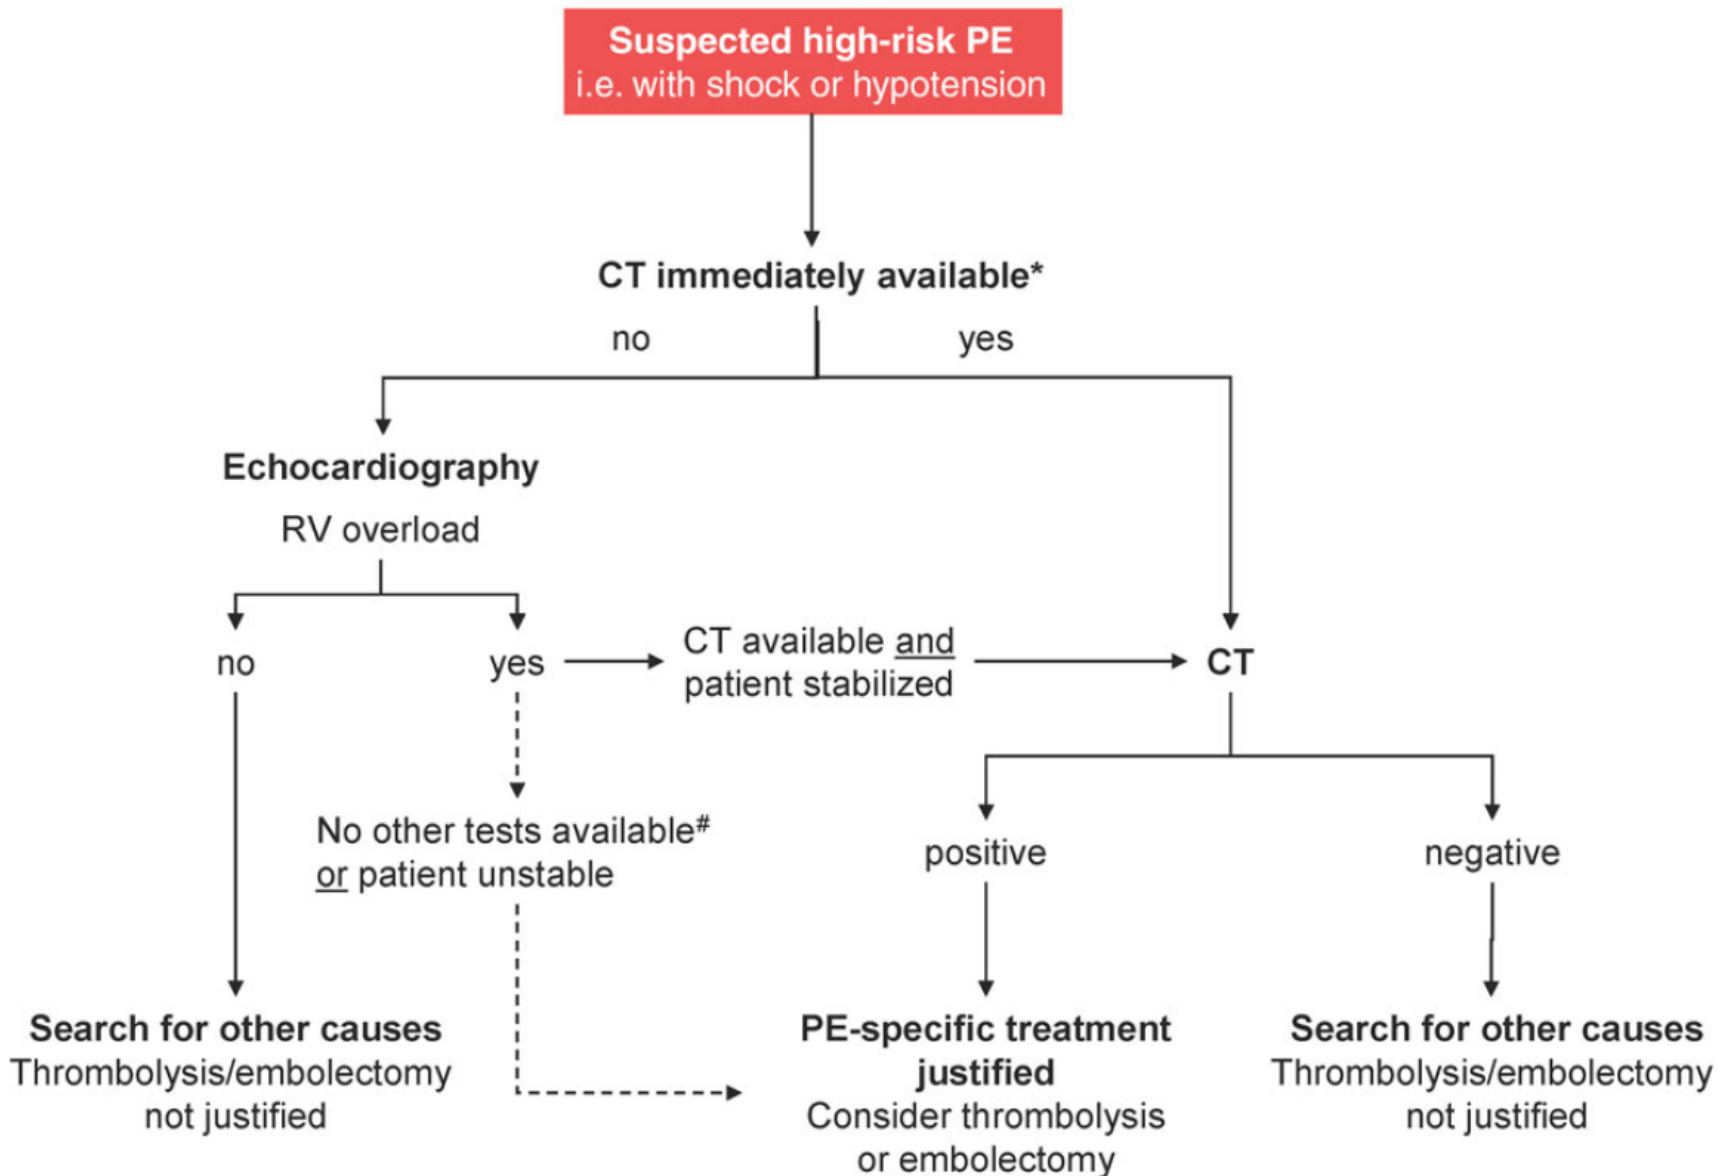 Suspected high-risk PE
i.e. with shock or hypotension
CT immediately available*
no
yes
Echocardiography
RV overload
no
yes
CT available and
patient stabilized
CT
No other tests available#
or patient unstable
positive
negative
Search for other causes
Thrombolysis/embolectomy
not justified
PE-specific treatment
justified
Consider thrombolysis
or embolectomy
Search for other causes
Thrombolysis/embolectomy
not justified